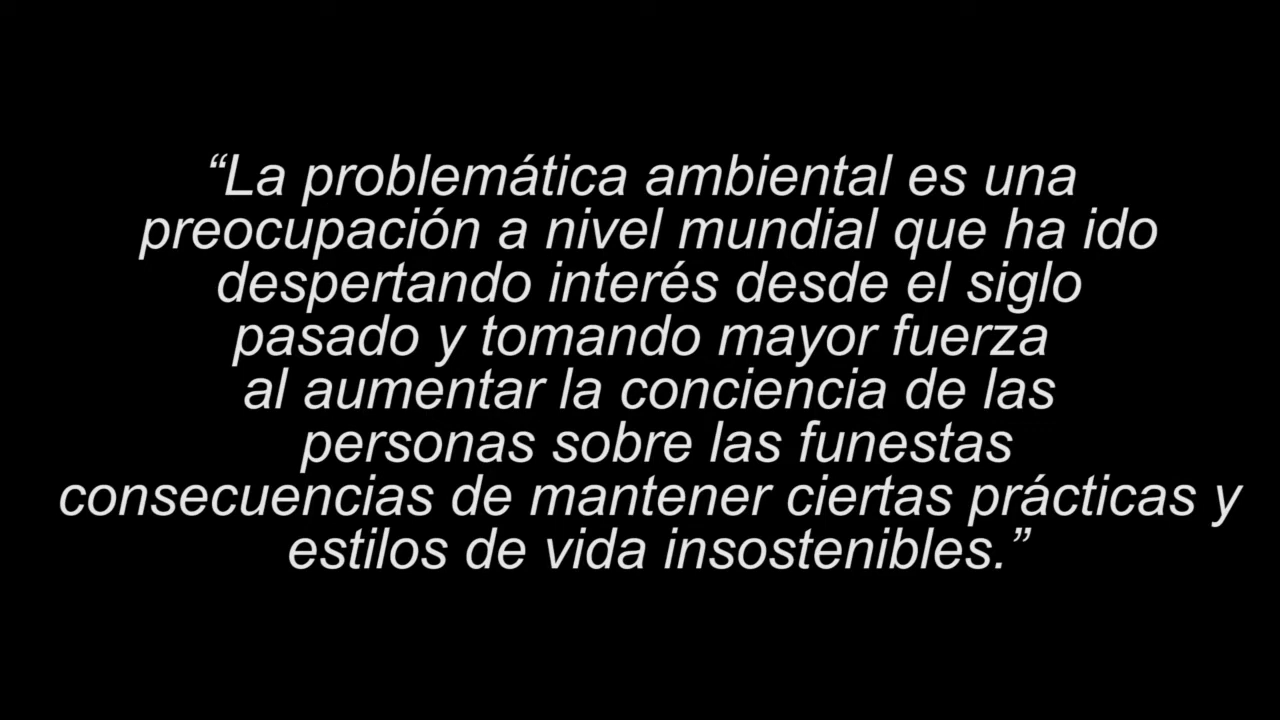 “La problemática ambiental es una
preocupación a nivel mundial que ha ido
despertando interés desde el siglo
pasado y tomando mayor fuerza
al aumentar la conciencia de las
personas sobre las funestas
consecuencias de mantener ciertas prácticas y
estilos de vida insostenibles.”